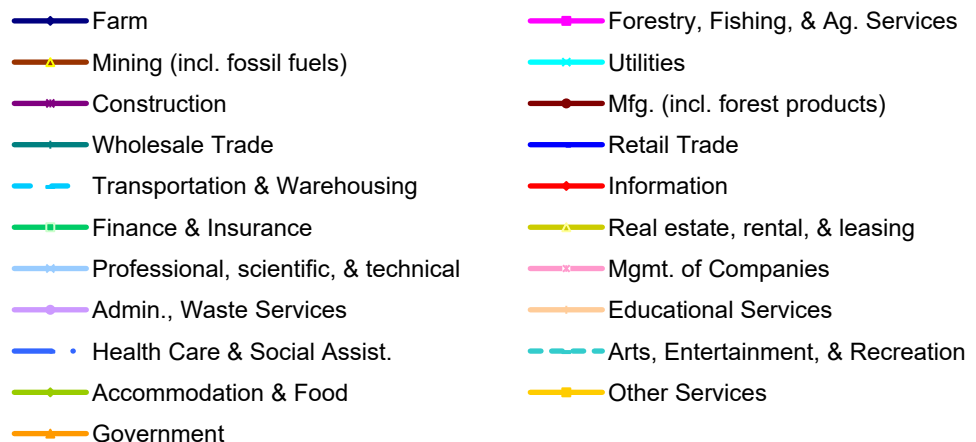 Farm
Forestry, Fishing, & Ag. Services
Mining (incl. fossil fuels)
Utilities
Construction
Mfg. (incl. forest products)
Wholesale Trade
Retail Trade
Transportation & Warehousing
Information
Finance & Insurance
Real estate, rental, & leasing
Professional, scientific, & technical
Mgmt. of Companies
Admin., Waste Services
Educational Services
Health Care & Social Assist.
Arts, Entertainment, & Recreation
Accommodation & Food
Other Services
Government